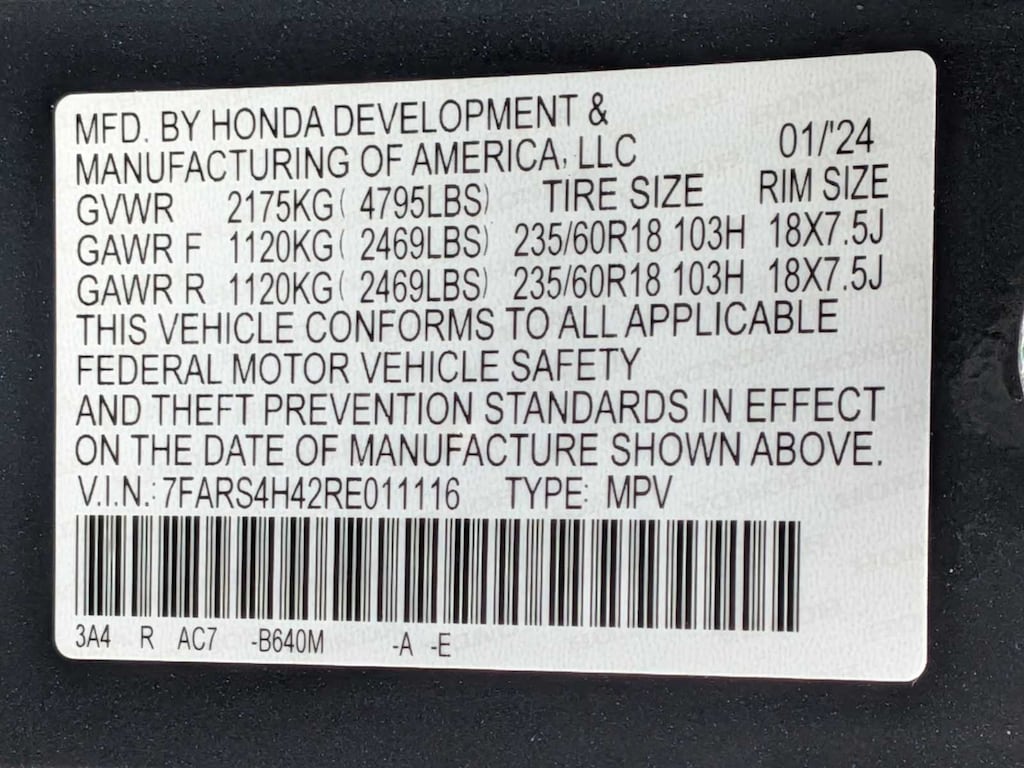 MFD. BY HONDA DEVELOPMENT &
MANUFACTURING OF AMERICA, LLC 01/'24
GVWR 2175KG( 4795LBS) TIRE SIZE RIM SIZE
GAWR F 1120KG( 2469LBS) 235/60R18 103H 18X7.5J
GAWR R 1120KG( 2469LBS) 235/60R18 103H 18X7.5J
THIS VEHICLE CONFORMS TO ALL APPLICABLE
FEDERAL MOTOR VEHICLE SAFETY
AND THEFT PREVENTION STANDARDS IN EFFECT
ON THE DATE OF MANUFACTURE SHOWN ABOVE.
V.I.N.: 7FARS4H42RE011116 TYPE: MPV
3A4 R AC7 -B640M -A -E